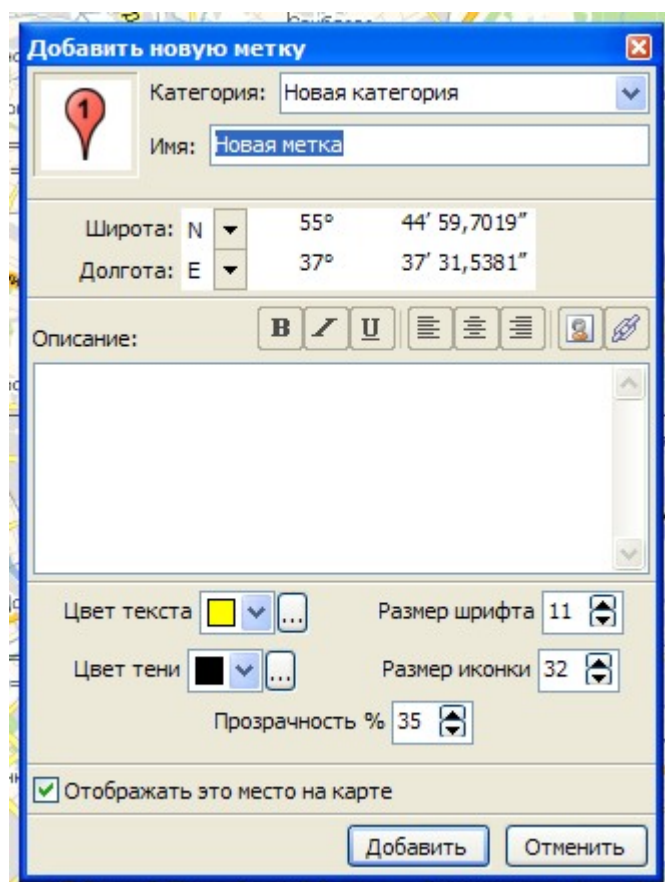 Добавить новую метку
1
Категория: Новая категория
Имя: Новая метка
Широта: N 55° 44′ 59,7019″
Долгота: E 37° 37′ 31,5381″
Описание: B I U
Цвет текста ... Размер шрифта 11
Цвет тени ... Размер иконки 32
Прозрачность % 35
Отображать это место на карте
Добавить Отменить